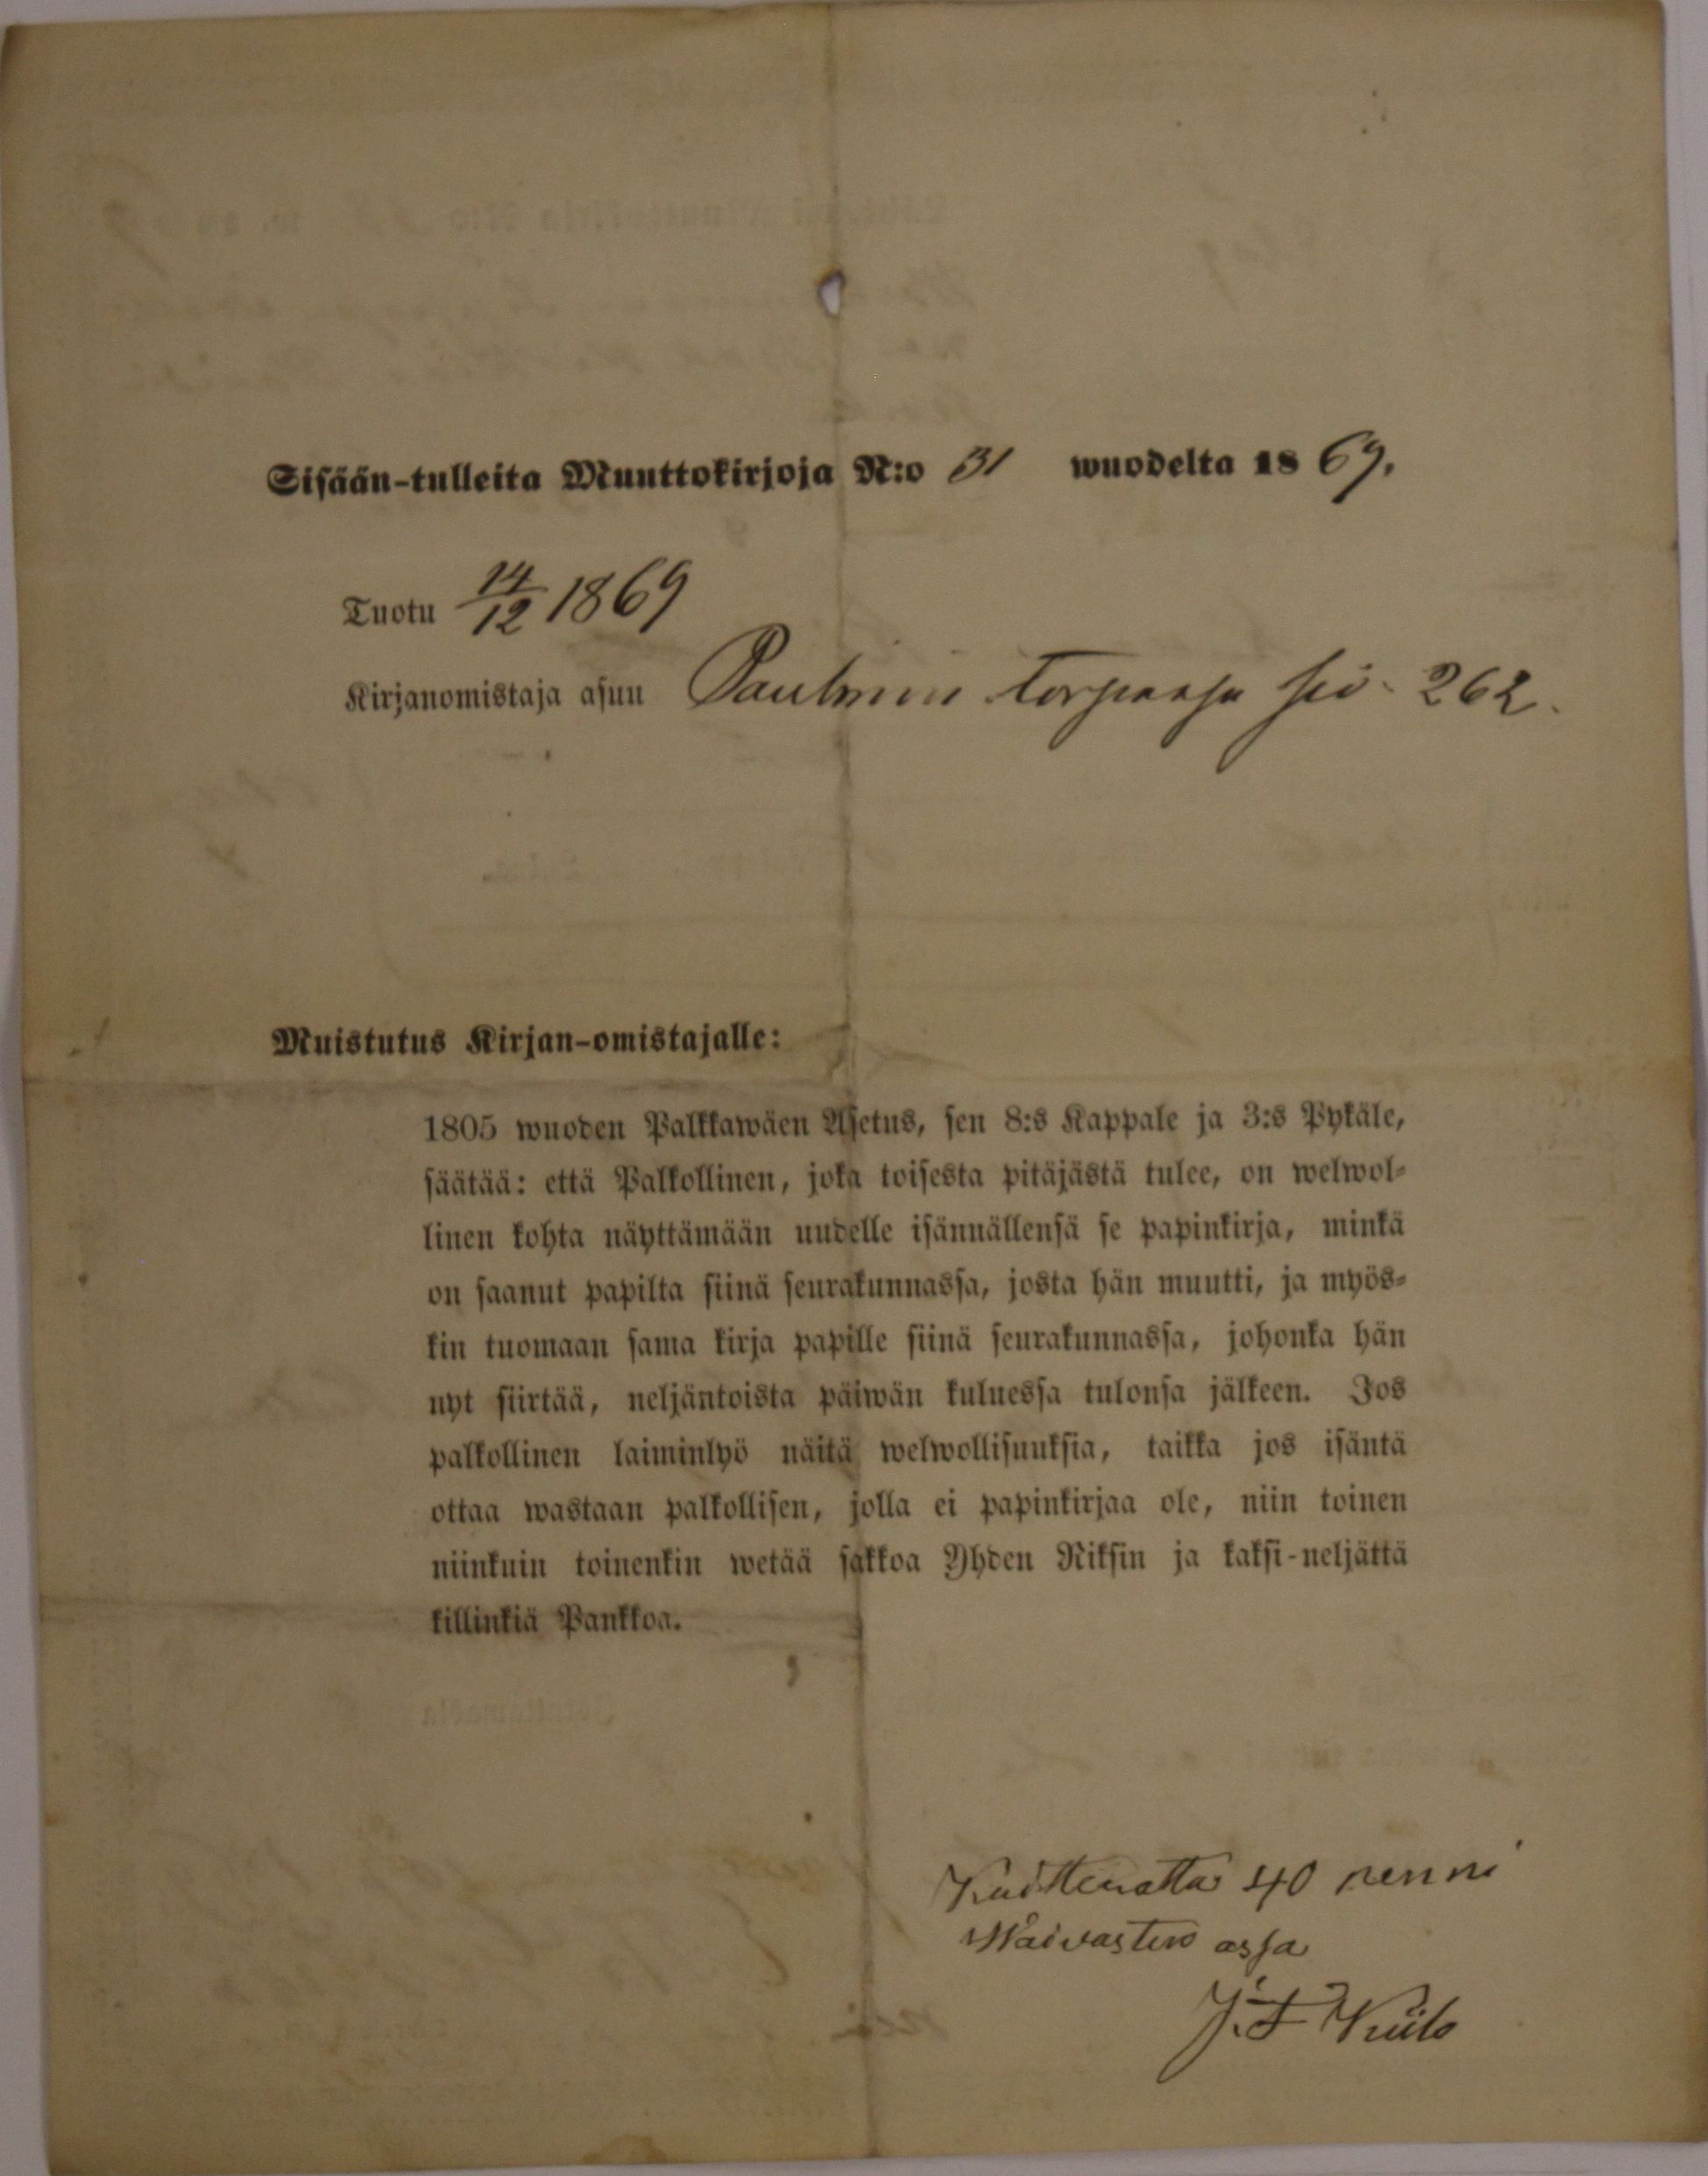 Sisään-tulleita Muuttokirjoja N:o 31 wuodelta 1869.
Tuotu 14/12 1869
Kirjanomistaja asuu torpassa siv. 262.
Muistutus Kirjan-omistajalle:
1805 wuoden Palkkawäen Asetus, sen 8:s Kappale ja 3:s Pykäle,
säätää: että Palkollinen, joka toisesta pitäjästä tulee, on welwol-
linen kohta näyttämään uudelle isännällensä se papinkirja, minkä
on saanut papilta siinä seurakunnassa, josta hän muutti, ja myös-
kin tuomaan sama kirja papille siinä seurakunnassa, johonka hän
nyt siirtää, neljäntoista päiwän kuluessa tulonsa jälkeen. Jos
palkollinen laiminlyö näitä welwollisuuksia, taikka jos isäntä
ottaa wastaan palkollisen, jolla ei papinkirjaa ole, niin toinen
niinkuin toinenkin wetää sakkoa Yhden Riksin ja kaksi-neljättä
killinkiä Pankkoa.
40 penni
J. F